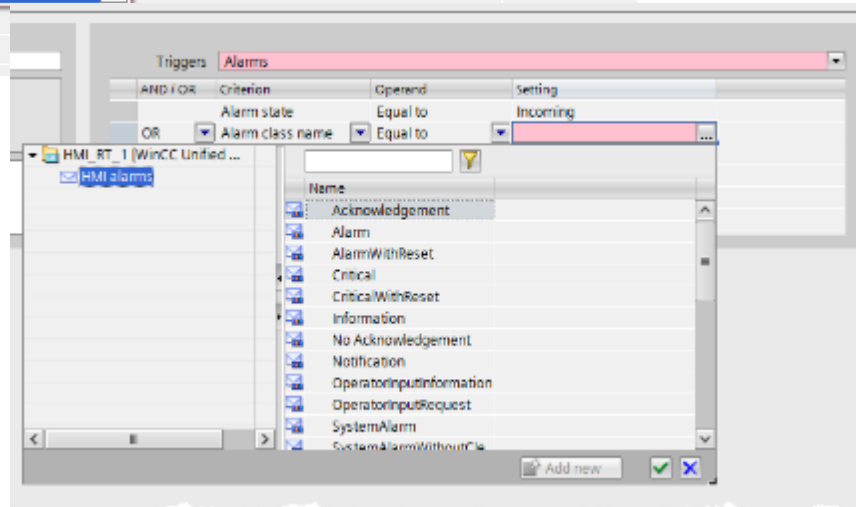 Triggers Alarms
AND / OR Criterion Operand Setting
Alarm state Equal to Incoming
OR Alarm class name Equal to ...
HMI_RT_1 [WinCC Unified ...
HMI alarms
Name
Acknowledgement
Alarm
AlarmWithReset
Critical
CriticalWithReset
Information
No Acknowledgement
Notification
OperatorInputInformation
OperatorInputRequest
SystemAlarm
SystemAlarmWithoutCle
Add new